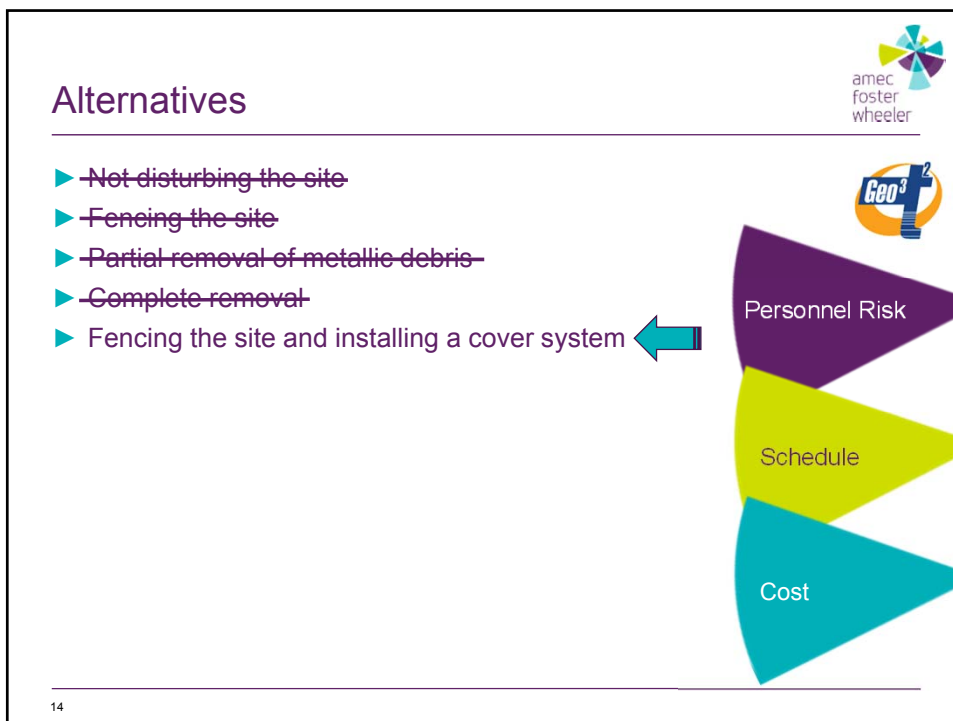 Alternatives
amec
foster
wheeler
► Not disturbing the site
► Fencing the site
► Partial removal of metallic debris
► Complete removal
► Fencing the site and installing a cover system
Geo³ t²
Personnel Risk
Schedule
Cost
14